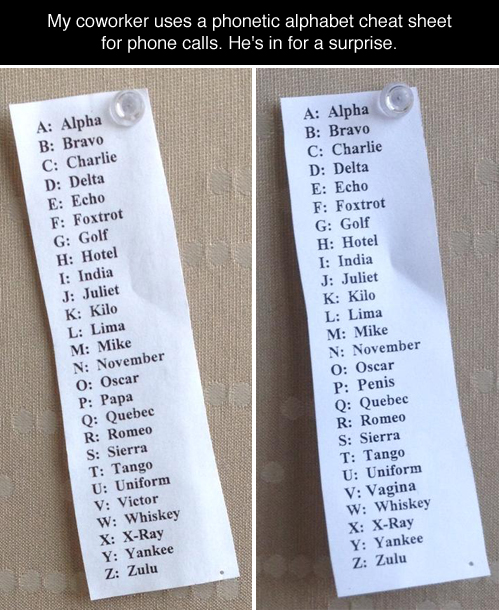 My coworker uses a phonetic alphabet cheat sheet
for phone calls. He's in for a surprise.
A: Alpha
B: Bravo
C: Charlie
D: Delta
E: Echo
F: Foxtrot
G: Golf
H: Hotel
I: India
J: Juliet
K: Kilo
L: Lima
M: Mike
N: November
O: Oscar
P: Papa
Q: Quebec
R: Romeo
S: Sierra
T: Tango
U: Uniform
V: Victor
W: Whiskey
X: X-Ray
Y: Yankee
Z: Zulu
A: Alpha
B: Bravo
C: Charlie
D: Delta
E: Echo
F: Foxtrot
G: Golf
H: Hotel
I: India
J: Juliet
K: Kilo
L: Lima
M: Mike
N: November
O: Oscar
P: Penis
Q: Quebec
R: Romeo
S: Sierra
T: Tango
U: Uniform
V: Vagina
W: Whiskey
X: X-Ray
Y: Yankee
Z: Zulu